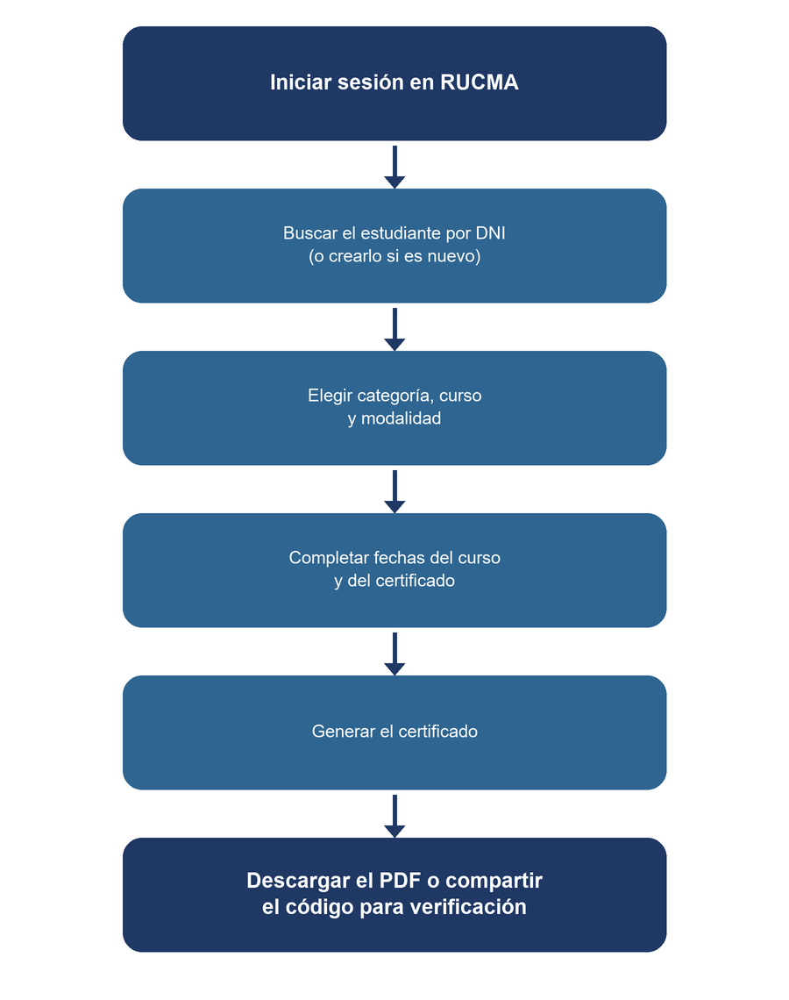 Iniciar sesión en RUCMA
Buscar el estudiante por DNI
(o crearlo si es nuevo)
Elegir categoría, curso
y modalidad
Completar fechas del curso
y del certificado
Generar el certificado
Descargar el PDF o compartir
el código para verificación